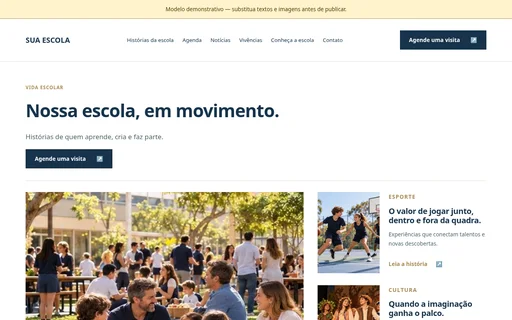 Modelo demonstrativo — substitua textos e imagens antes de publicar.
SUA ESCOLA
Histórias da escola
Agenda
Notícias
Vivências
Conheça a escola
Contato
Agende uma visita
VIDA ESCOLAR
Nossa escola, em movimento.
Histórias de quem aprende, cria e faz parte.
Agende uma visita
ESPORTE
O valor de jogar junto,
dentro e fora da quadra.
Experiências que conectam talentos e
novas descobertas.
Leia a história
CULTURA
Quando a imaginação
ganha o palco.